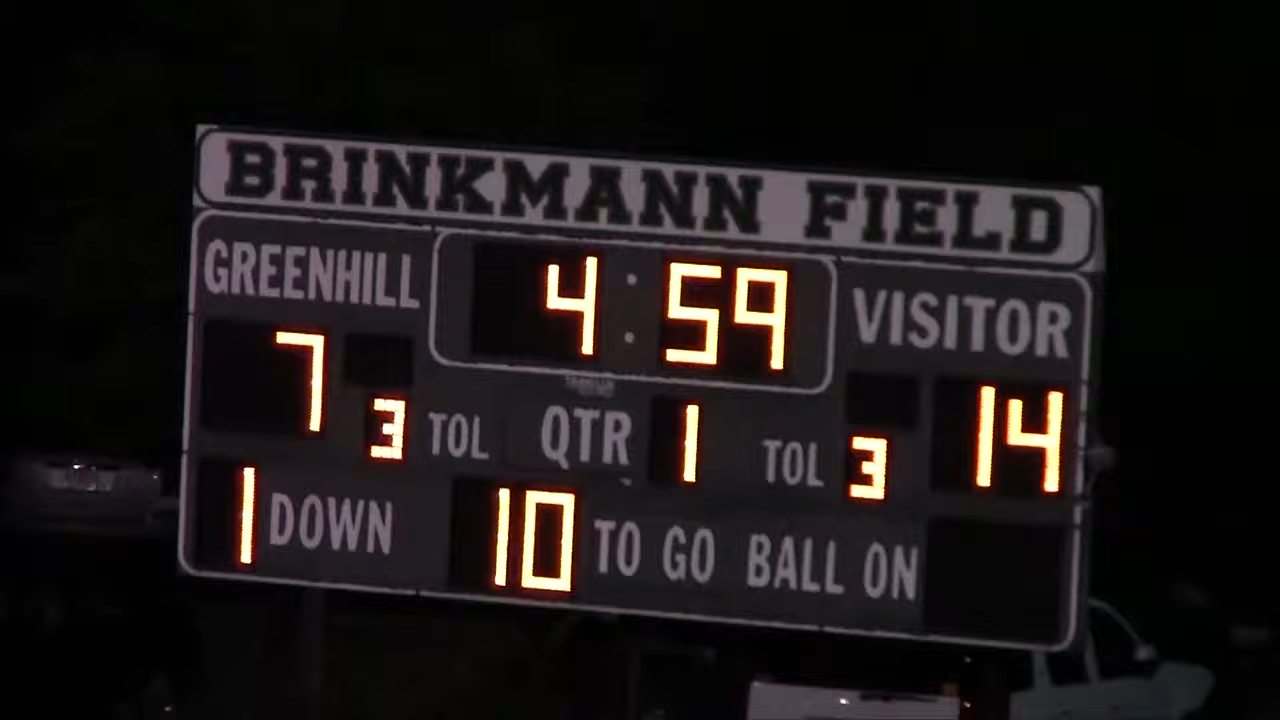 BRINKMANN FIELD
GREENHILL 4:59 VISITOR
7 3 TOL QTR 1 TOL 3 14
1 DOWN 10 TO GO BALL ON